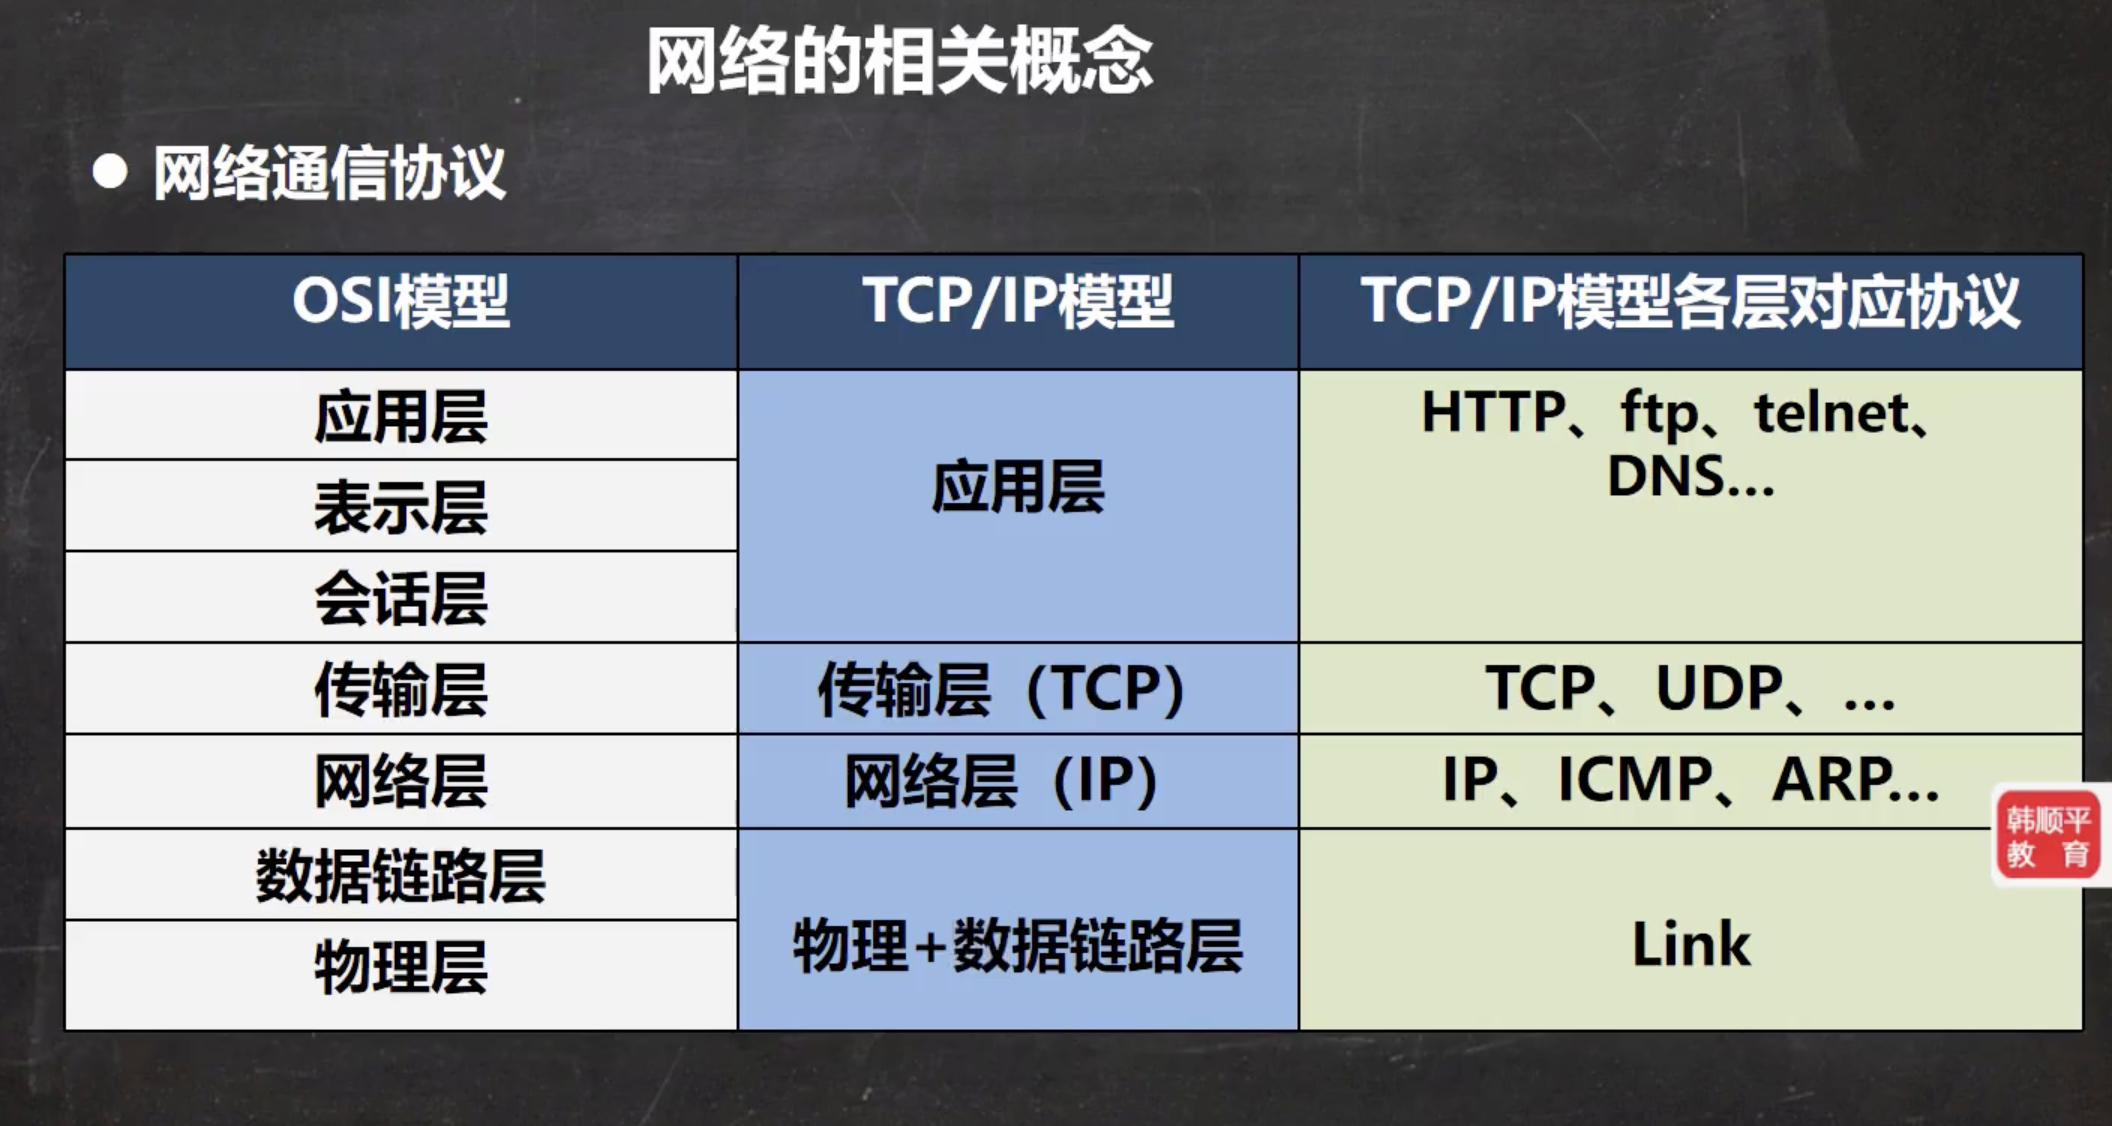 网络的相关概念
● 网络通信协议
OSI模型
TCP/IP模型
TCP/IP模型各层对应协议
应用层
表示层
会话层
应用层
HTTP、ftp、telnet、
DNS...
传输层
传输层（TCP）
TCP、UDP、...
网络层
网络层（IP）
IP、ICMP、ARP...
数据链路层
物理层
物理+数据链路层
Link
韩顺平
教 育